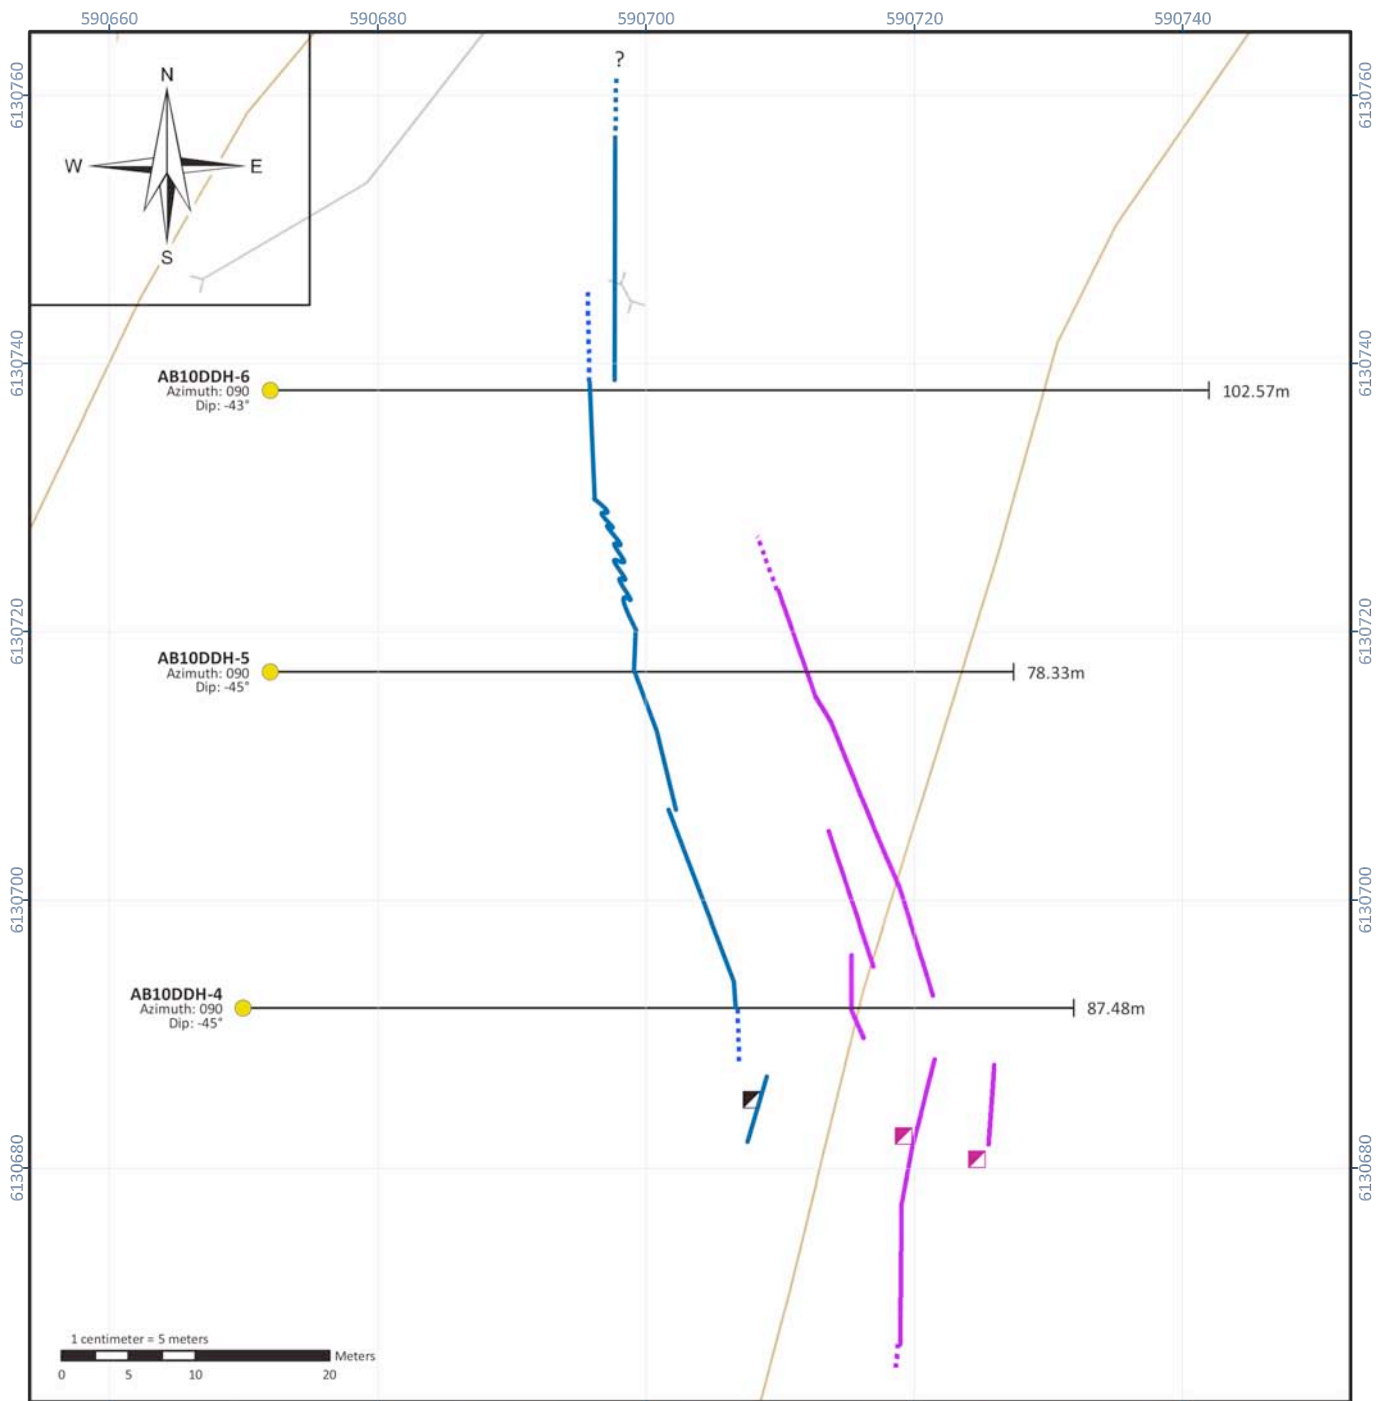 590660 590680 590700 590720 590740
?
N
W E
S
6130760 6130760
6130740 6130740
AB10DDH-6
Azimuth: 090
Dip: -43°
102.57m
6130720 6130720
AB10DDH-5
Azimuth: 090
Dip: -45°
78.33m
6130700 6130700
AB10DDH-4
Azimuth: 090
Dip: -45°
87.48m
6130680 6130680
1 centimeter = 5 meters
Meters
0 5 10 20